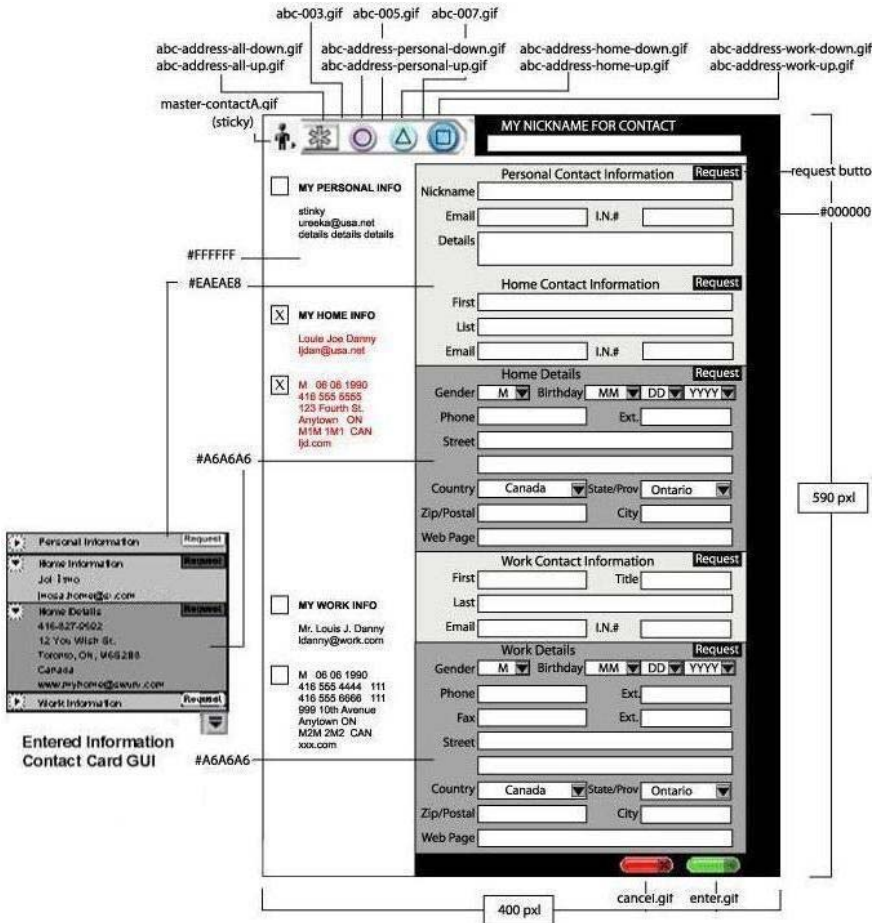 abc-003.gif abc-005.gif abc-007.gif
abc-address-all-down.gif abc-address-personal-down.gif abc-address-home-down.gif abc-address-work-down.gif
abc-address-all-up.gif abc-address-personal-up.gif abc-address-home-up.gif abc-address-work-up.gif
master-contactA.gif
(sticky)
MY NICKNAME FOR CONTACT
Personal Contact Information Request
request butto
Nickname
#000000
Email I.N.#
Details
Home Contact Information Request
First
List
Email I.N.#
Home Details Request
Gender M Birthday MM DD YYYY
Phone Ext.
Street
Country Canada State/Prov Ontario
Zip/Postal City
Web Page
Work Contact Information Request
First Title
Last
Email I.N.#
Work Details Request
Gender M Birthday MM DD YYYY
Phone Ext.
Fax Ext.
Street
Country Canada State/Prov Ontario
Zip/Postal City
Web Page
MY PERSONAL INFO
stinky
ureeka@usa.net
details details details
#FFFFFF
#EAEAE8
X MY HOME INFO
Louie Joe Danny
ljdan@usa.net
X M 06 06 1990
416 555 5555
123 Fourth St.
Anytown ON
M1M 1M1 CAN
ljd.com
#A6A6A6
MY WORK INFO
Mr. Louis J. Danny
ldanny@work.com
M 06 06 1990
416 555 4444 111
416 555 6666 111
999 10th Avenue
Anytown ON
M2M 2M2 CAN
xxx.com
#A6A6A6
Personal Information Request
Home Information Request
Home Details Request
12 You Wish St.
Toronto, ON,
Canada
Work Information Request
Entered Information
Contact Card GUI
590 pxl
cancel.gif enter.gif
400 pxl